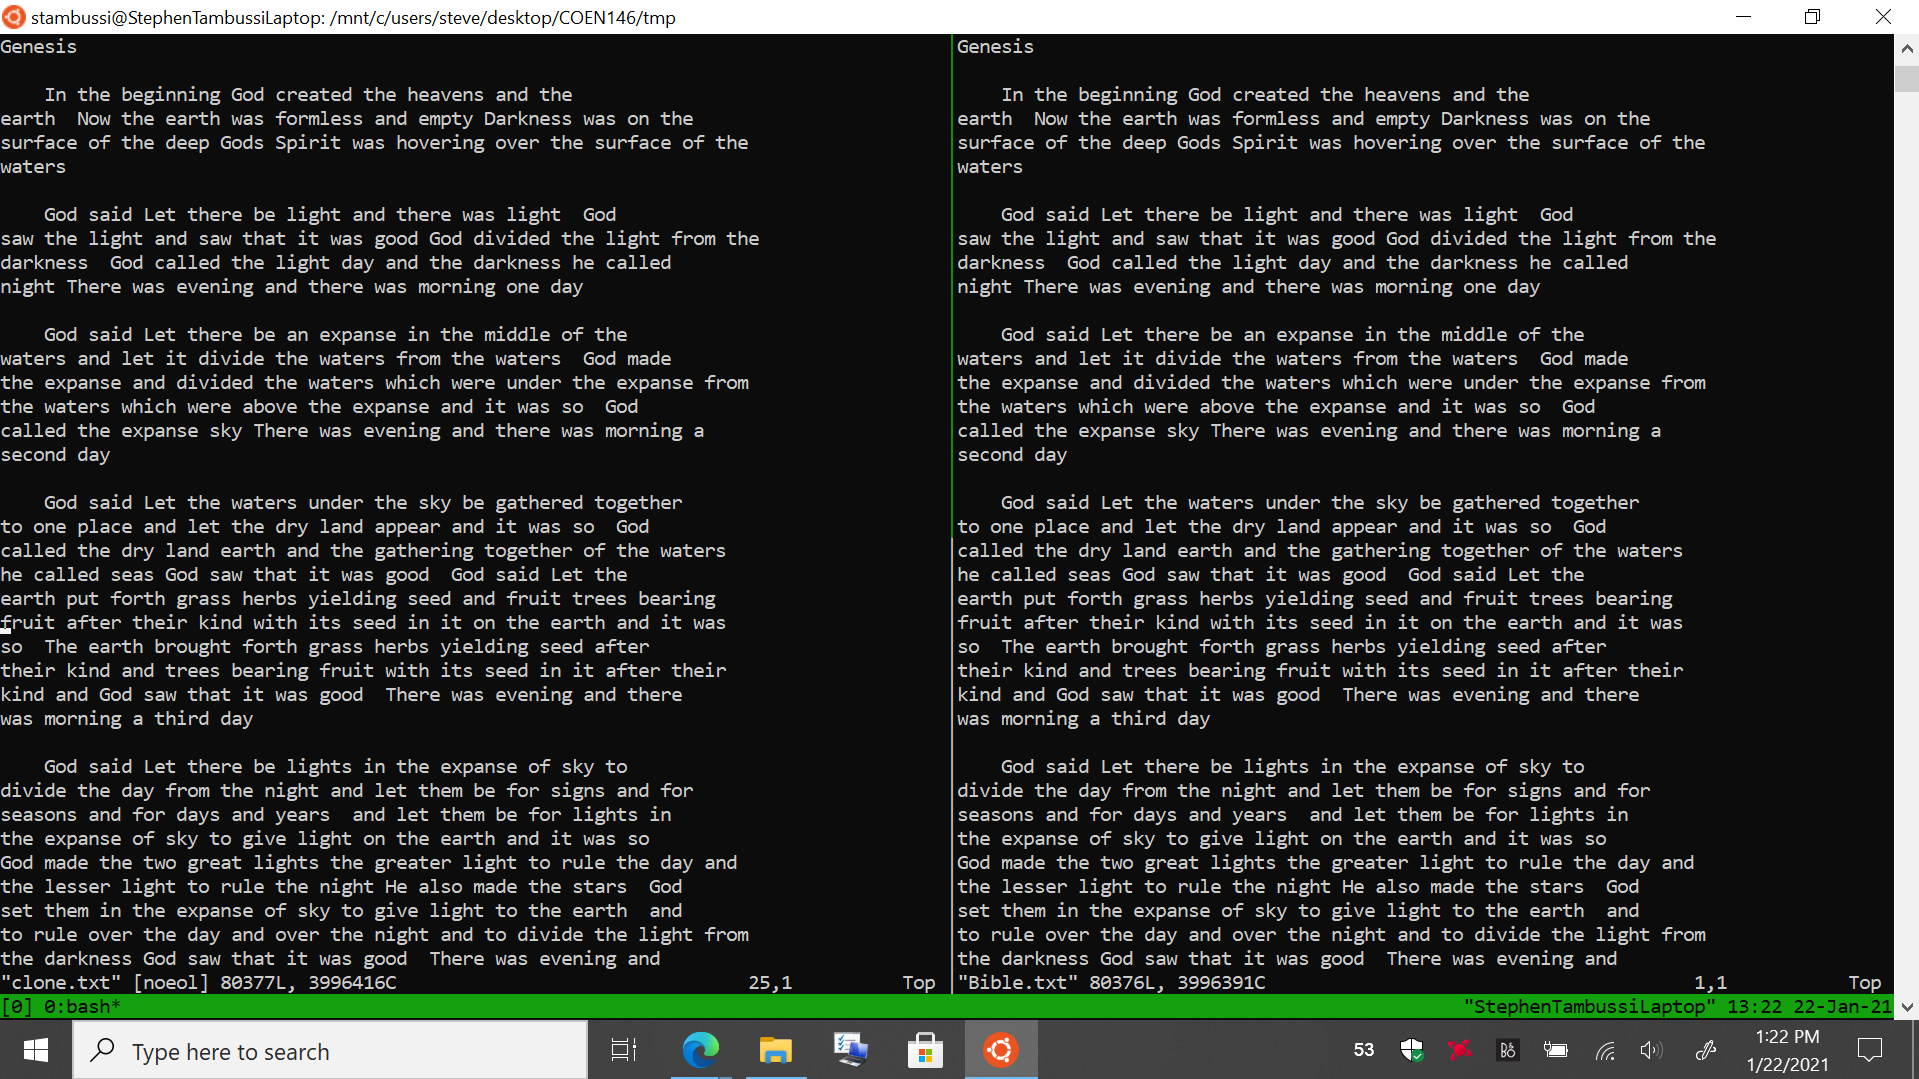 stambussi@StephenTambussiLaptop: /mnt/c/users/steve/desktop/COEN146/tmp
Genesis
    In the beginning God created the heavens and the
earth  Now the earth was formless and empty Darkness was on the
surface of the deep Gods Spirit was hovering over the surface of the
waters
    God said Let there be light and there was light  God
saw the light and saw that it was good God divided the light from the
darkness  God called the light day and the darkness he called
night There was evening and there was morning one day
    God said Let there be an expanse in the middle of the
waters and let it divide the waters from the waters  God made
the expanse and divided the waters which were under the expanse from
the waters which were above the expanse and it was so  God
called the expanse sky There was evening and there was morning a
second day
    God said Let the waters under the sky be gathered together
to one place and let the dry land appear and it was so  God
called the dry land earth and the gathering together of the waters
he called seas God saw that it was good  God said Let the
earth put forth grass herbs yielding seed and fruit trees bearing
fruit after their kind with its seed in it on the earth and it was
so  The earth brought forth grass herbs yielding seed after
their kind and trees bearing fruit with its seed in it after their
kind and God saw that it was good  There was evening and there
was morning a third day
    God said Let there be lights in the expanse of sky to
divide the day from the night and let them be for signs and for
seasons and for days and years  and let them be for lights in
the expanse of sky to give light on the earth and it was so
God made the two great lights the greater light to rule the day and
the lesser light to rule the night He also made the stars  God
set them in the expanse of sky to give light to the earth  and
to rule over the day and over the night and to divide the light from
the darkness God saw that it was good  There was evening and
"clone.txt" [noeol] 80377L, 3996416C 25,1 Top
Genesis
    In the beginning God created the heavens and the
earth  Now the earth was formless and empty Darkness was on the
surface of the deep Gods Spirit was hovering over the surface of the
waters
    God said Let there be light and there was light  God
saw the light and saw that it was good God divided the light from the
darkness  God called the light day and the darkness he called
night There was evening and there was morning one day
    God said Let there be an expanse in the middle of the
waters and let it divide the waters from the waters  God made
the expanse and divided the waters which were under the expanse from
the waters which were above the expanse and it was so  God
called the expanse sky There was evening and there was morning a
second day
    God said Let the waters under the sky be gathered together
to one place and let the dry land appear and it was so  God
called the dry land earth and the gathering together of the waters
he called seas God saw that it was good  God said Let the
earth put forth grass herbs yielding seed and fruit trees bearing
fruit after their kind with its seed in it on the earth and it was
so  The earth brought forth grass herbs yielding seed after
their kind and trees bearing fruit with its seed in it after their
kind and God saw that it was good  There was evening and there
was morning a third day
    God said Let there be lights in the expanse of sky to
divide the day from the night and let them be for signs and for
seasons and for days and years  and let them be for lights in
the expanse of sky to give light on the earth and it was so
God made the two great lights the greater light to rule the day and
the lesser light to rule the night He also made the stars  God
set them in the expanse of sky to give light to the earth  and
to rule over the day and over the night and to divide the light from
the darkness God saw that it was good  There was evening and
"Bible.txt" 80376L, 3996391C 1,1 Top
[0] 0:bash* "StephenTambussiLaptop" 13:22 22-Jan-21
Type here to search
53
1:22 PM
1/22/2021